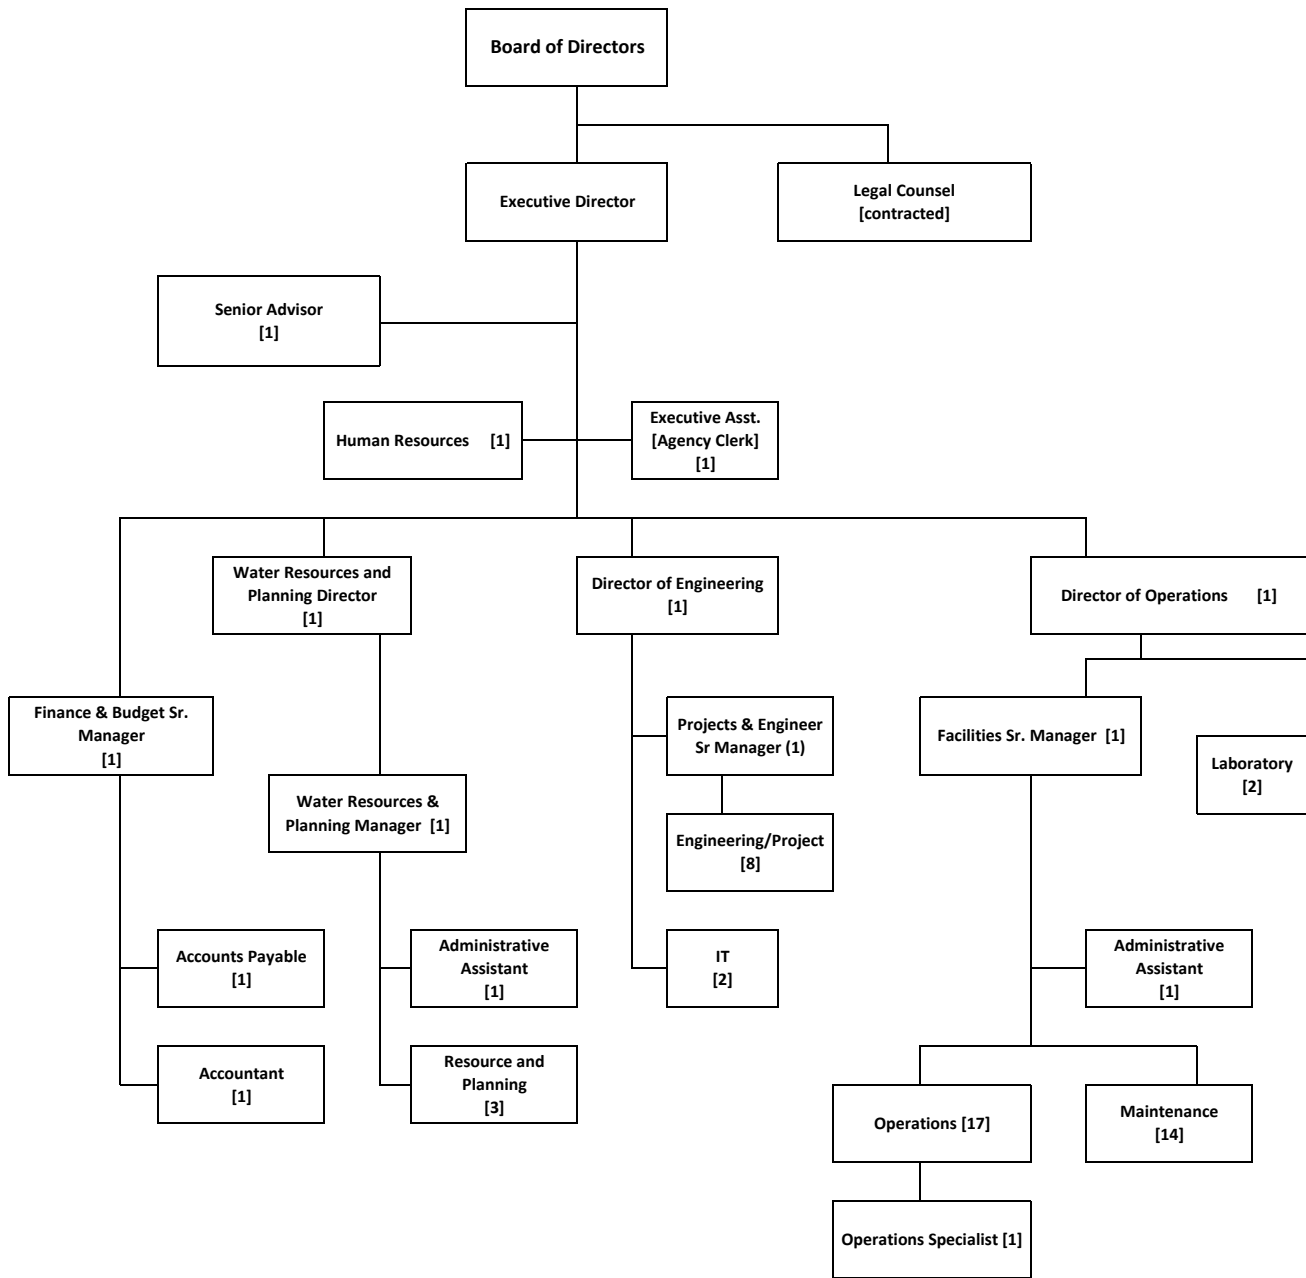 Board of Directors
Executive Director
Legal Counsel
[contracted]
Senior Advisor
[1]
Human Resources [1]
Executive Asst.
[Agency Clerk]
[1]
Water Resources and
Planning Director
[1]
Director of Engineering
[1]
Director of Operations [1]
Finance & Budget Sr.
Manager
[1]
Projects & Engineer
Sr Manager (1)
Facilities Sr. Manager [1]
Laboratory
[2]
Water Resources &
Planning Manager [1]
Engineering/Project
[8]
Accounts Payable
[1]
Administrative
Assistant
[1]
IT
[2]
Administrative
Assistant
[1]
Accountant
[1]
Resource and
Planning
[3]
Operations [17]
Maintenance
[14]
Operations Specialist [1]